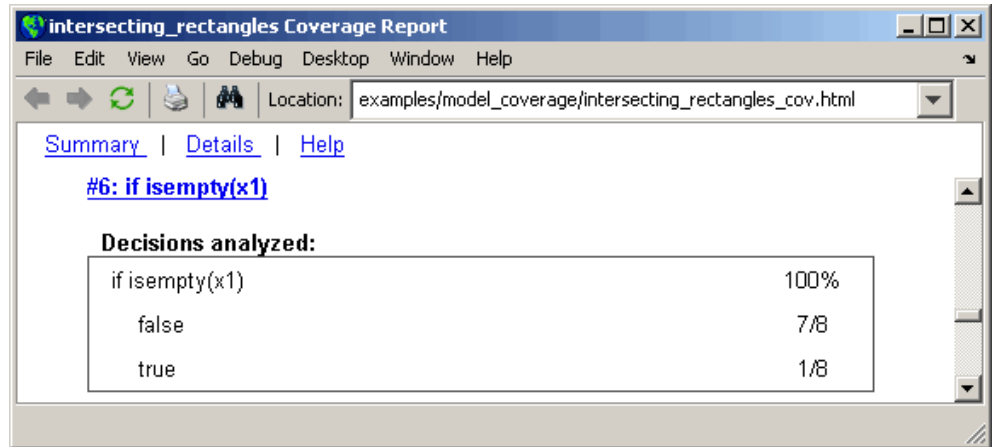 intersecting_rectangles Coverage Report
File Edit View Go Debug Desktop Window Help
Location: examples/model_coverage/intersecting_rectangles_cov.html
Summary | Details | Help
#6: if isempty(x1)
Decisions analyzed:
if isempty(x1) 100%
false 7/8
true 1/8